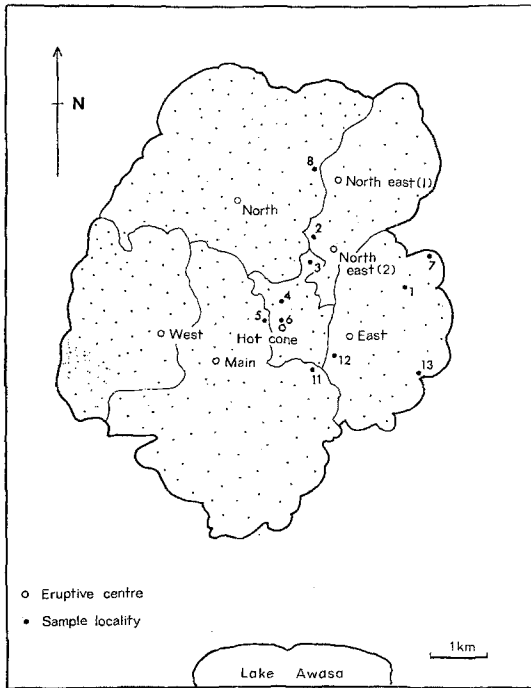 N
8
North east (1)
North
2
3
North east (2)
7
1
4
5
6
Hot cone
East
West
Main
12
11
13
Eruptive centre
Sample locality
1km
Lake Awasa